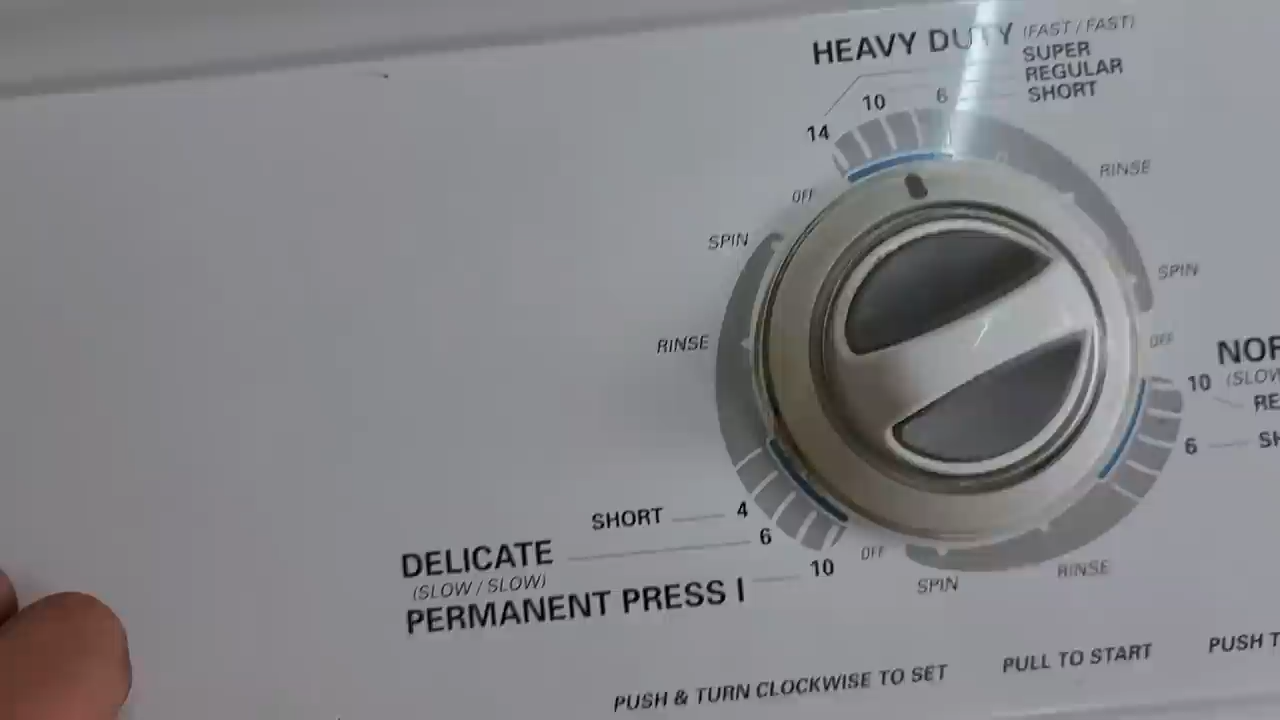 HEAVY DUTY (FAST / FAST)
SUPER
REGULAR
SHORT
14 10 6
OFF
RINSE
SPIN
SPIN
RINSE
OFF
10
(SLOW
6
SHORT 4
DELICATE 6
(SLOW / SLOW)
PERMANENT PRESS I 10
OFF
SPIN
RINSE
PUSH & TURN CLOCKWISE TO SET PULL TO START PUSH T